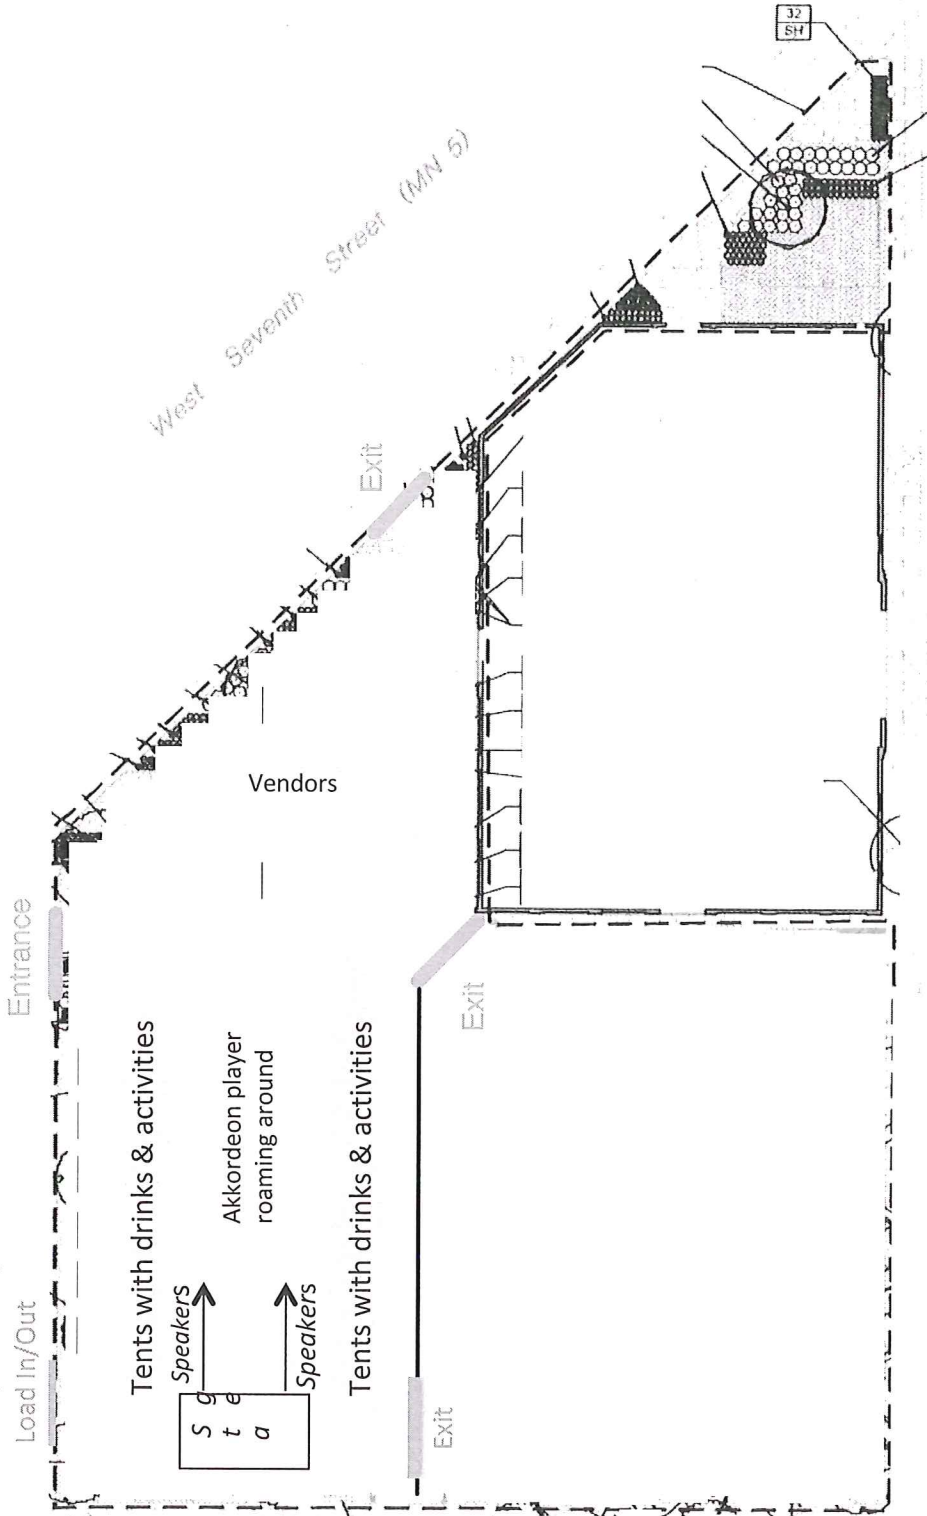 32
SH
West Seventh Street (MN 5)
Exit
Vendors
Entrance
Exit
Tents with drinks & activities
Akkordeon player
roaming around
Tents with drinks & activities
Speakers
Speakers
Load In/Out
S g
t e
a
Exit